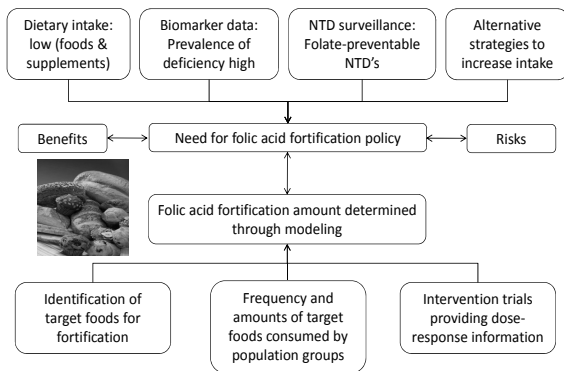 Dietary intake:
low (foods &
supplements)
Biomarker data:
Prevalence of
deficiency high
NTD surveillance:
Folate-preventable
NTD’s
Alternative
strategies to
increase intake
Benefits
Need for folic acid fortification policy
Risks
Folic acid fortification amount determined
through modeling
Identification of
target foods for
fortification
Frequency and
amounts of target
foods consumed by
population groups
Intervention trials
providing dose-
response information